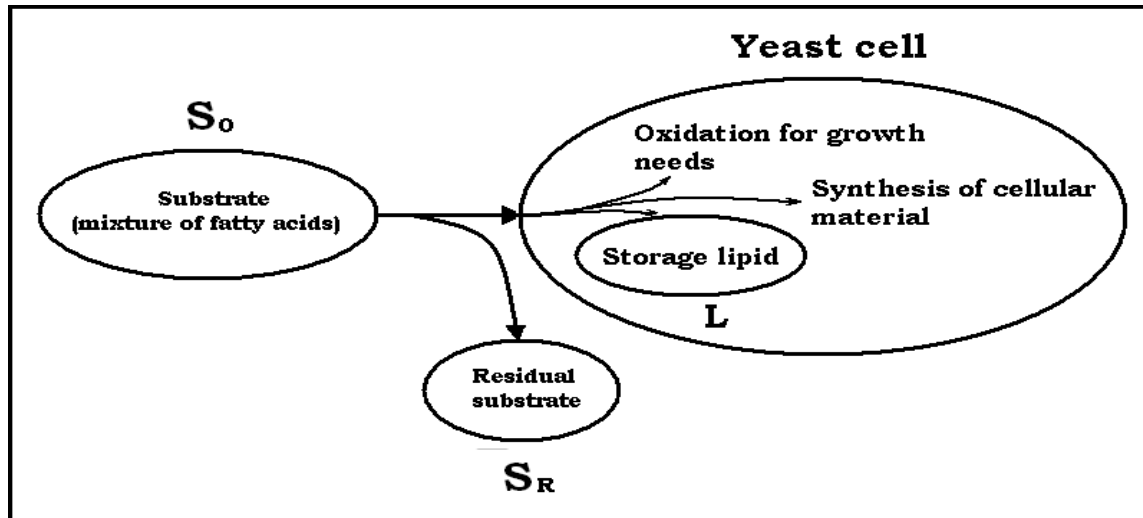 Yeast cell
S₀
Oxidation for growth
needs
Substrate
(mixture of fatty acids)
Synthesis of cellular
material
Storage lipid
L
Residual
substrate
S_R